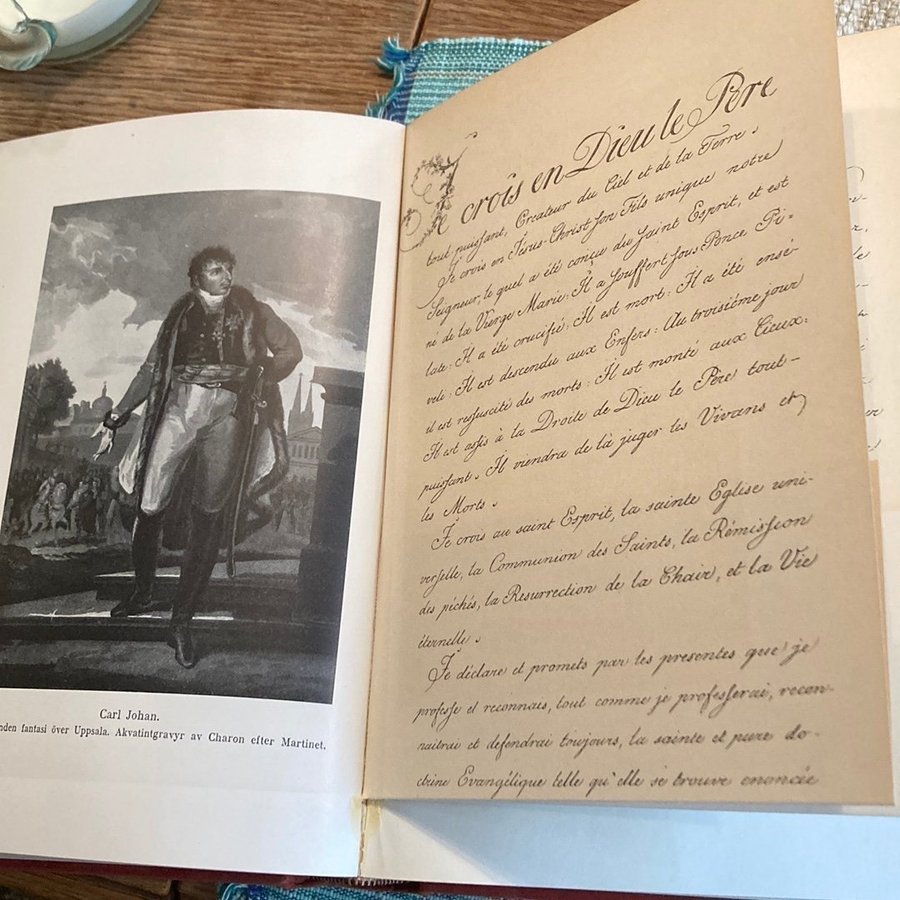 Carl Johan.
nden fantasi över Uppsala. Akvatintgravyr av Charon efter Martinet.
Je crois en Dieu le Père
tout puissant, Createur du Ciel et de la Terre.
Je crois en Jésus-Christ son Fils unique notre
Seigneur, le quel a été conçu du Saint Esprit, et est
né de la Vierge Marie: Il a souffert sous Ponce Pi-
late: Il a été crucifié: Il est mort: Il a été ense-
veli: Il est descendu aux Enfers: Au troisiéme jour
il est ressuscité des morts: Il est monté aux Cieux:
Il est assis à la Droite de Dieu le Père tout-
puissant. Il viendra de là juger les Vivans et
les Morts.
Je crois au saint Esprit, la sainte Eglise uni-
verselle, la Communion des Saints, la Rémission
des péchés, la Resurrection de la Chair, et la Vie
éternelle.
Je déclare et promets par les presentes que je
professe et reconnais, tout comme je professerai, recon-
naitrai et defendrai toujours, la sainte et pure do-
ctrine Evangélique telle qu'elle se trouve enoncée